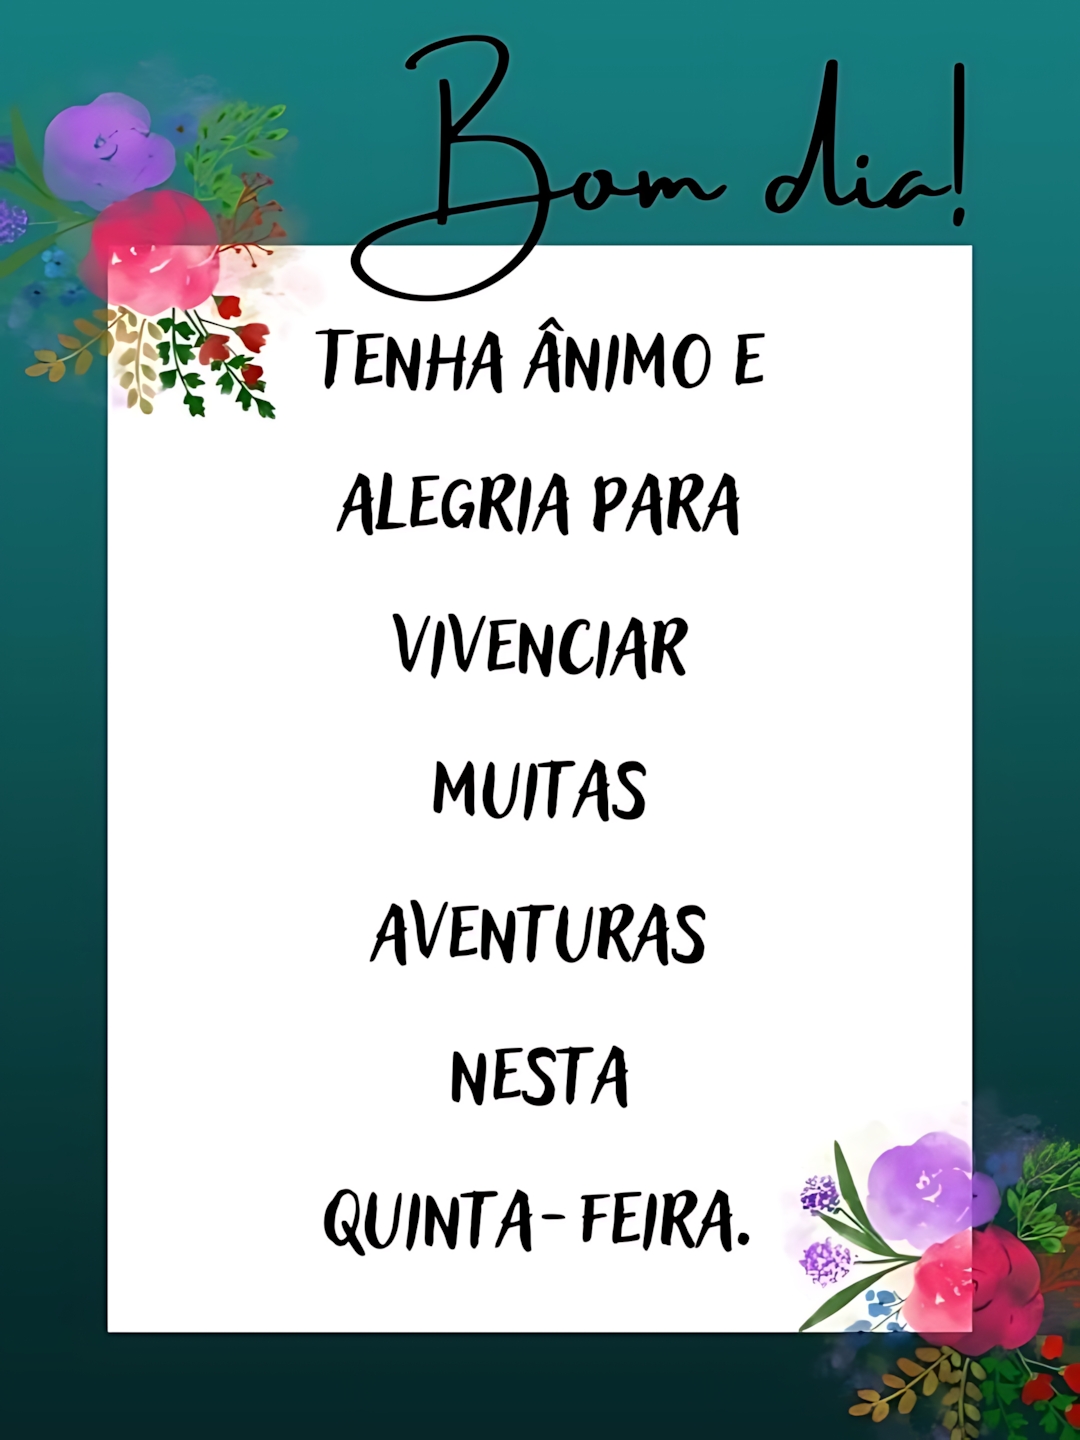 Bom dia!
TENHA ÂNIMO E
ALEGRIA PARA
VIVENCIAR
MUITAS
AVENTURAS
NESTA
QUINTA-FEIRA.